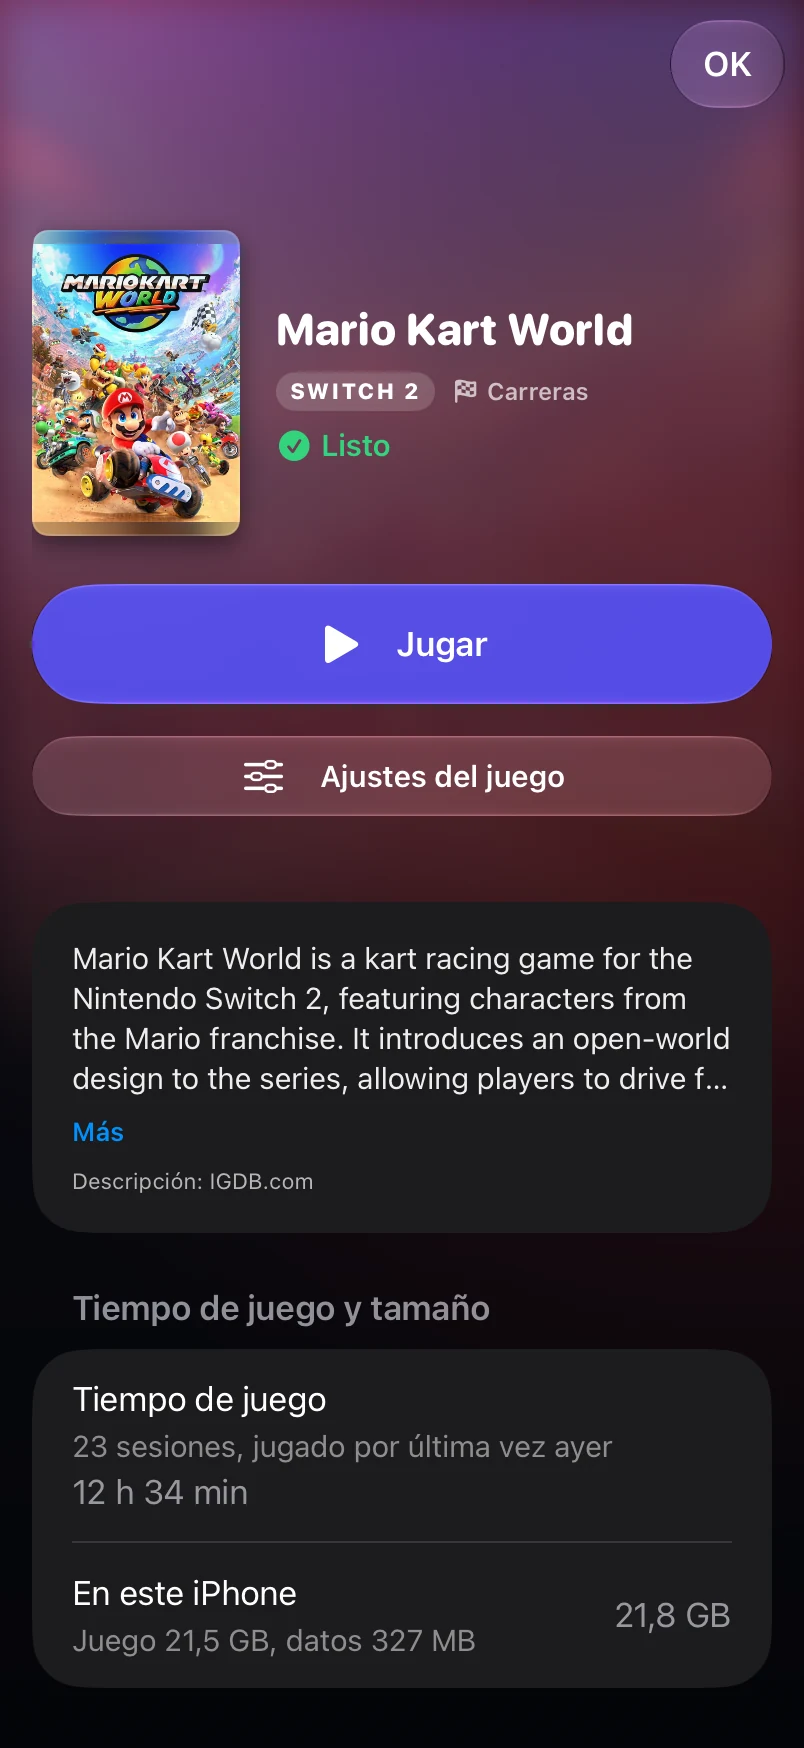 OK
MARIOKART
WORLD
Mario Kart World
SWITCH 2
Carreras
Listo
Jugar
Ajustes del juego
Mario Kart World is a kart racing game for the
Nintendo Switch 2, featuring characters from
the Mario franchise. It introduces an open-world
design to the series, allowing players to drive f...
Más
Descripción: IGDB.com
Tiempo de juego y tamaño
Tiempo de juego
23 sesiones, jugado por última vez ayer
12 h 34 min
En este iPhone
21,8 GB
Juego 21,5 GB, datos 327 MB